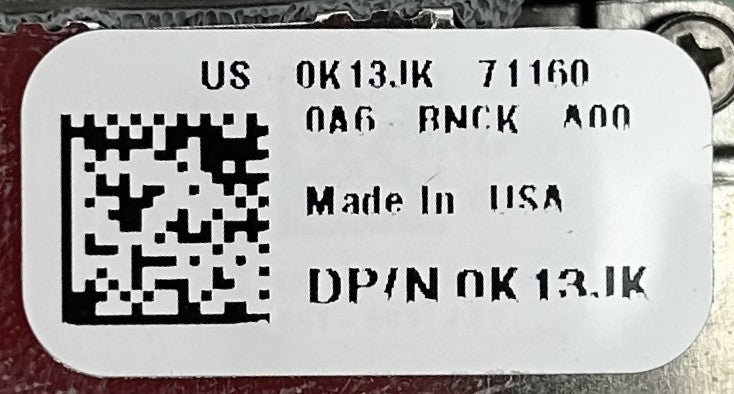 US 0K13JK 71160
0A6 BNCK A00
Made In USA
DP/N 0K13JK